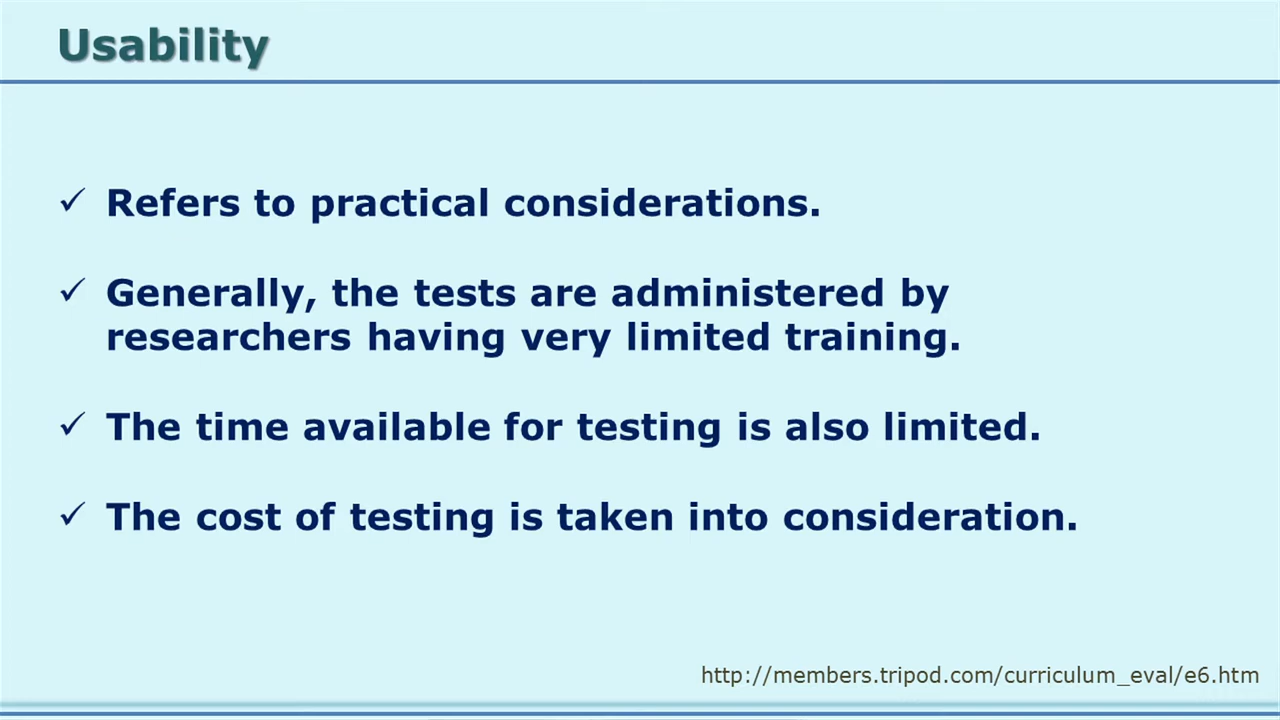 Usability
✓ Refers to practical considerations.
✓ Generally, the tests are administered by
researchers having very limited training.
✓ The time available for testing is also limited.
✓ The cost of testing is taken into consideration.
http://members.tripod.com/curriculum_eval/e6.htm